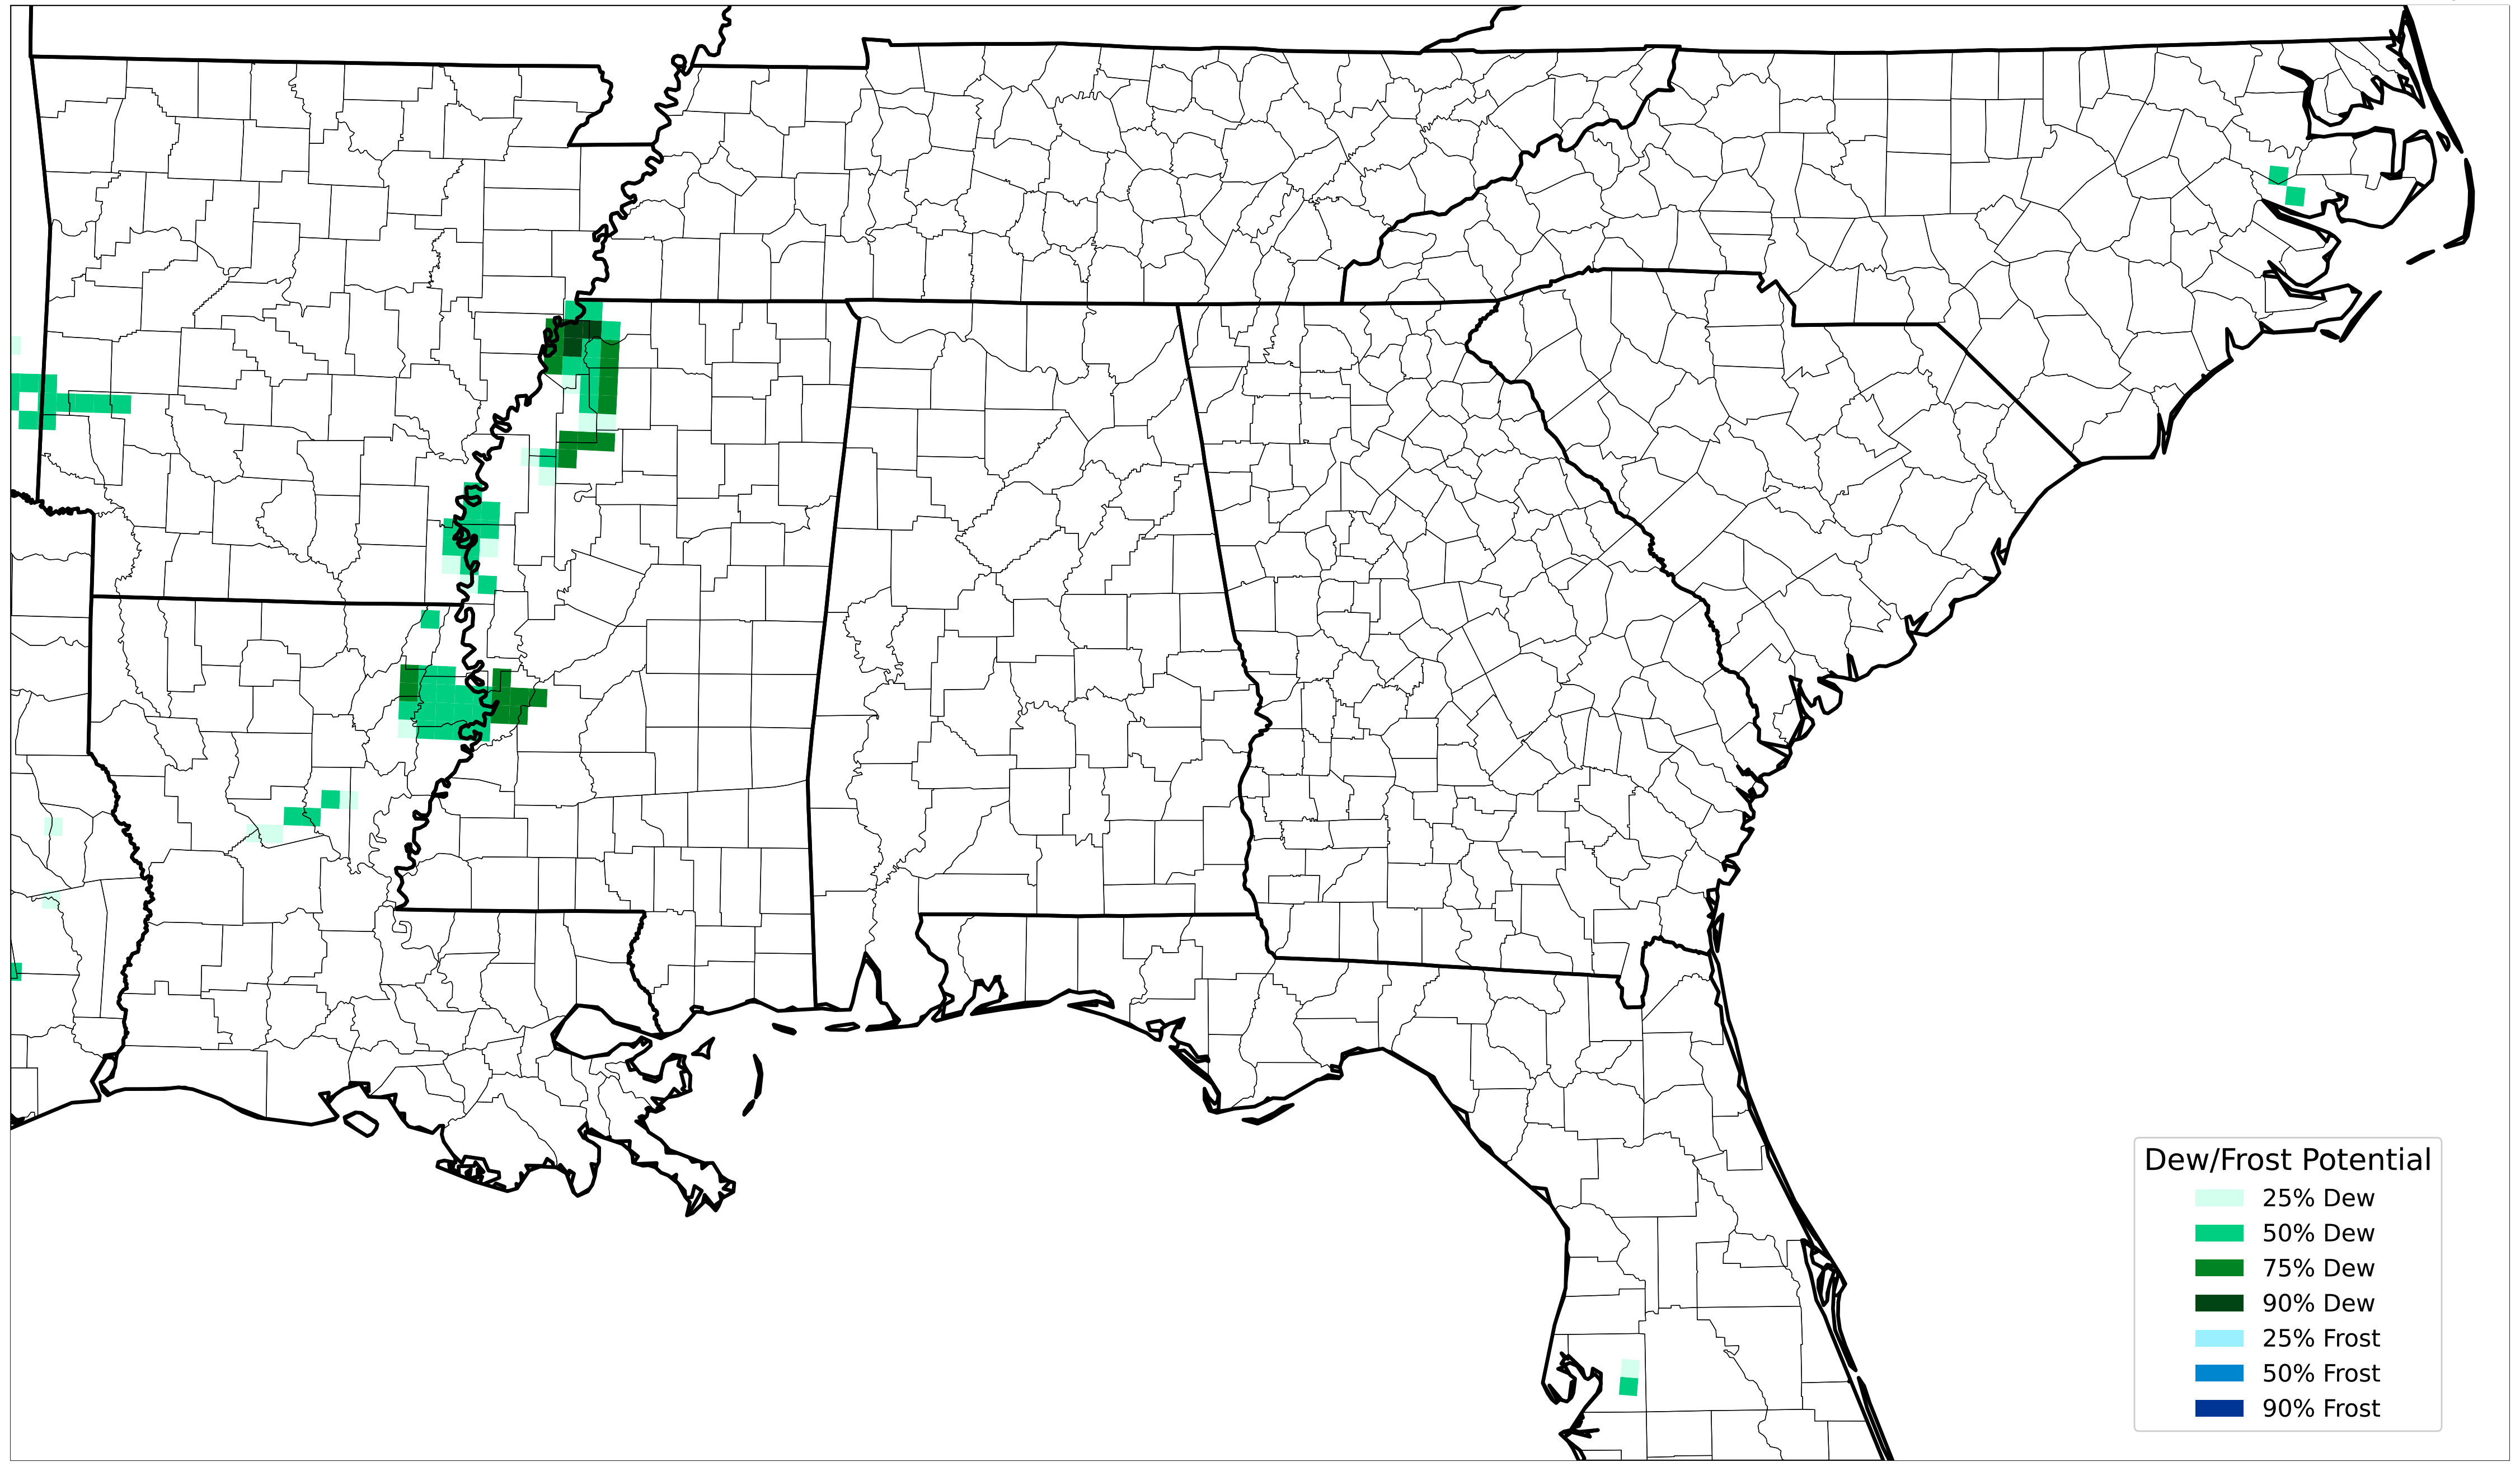 Dew/Frost Potential
25% Dew
50% Dew
75% Dew
90% Dew
25% Frost
50% Frost
90% Frost